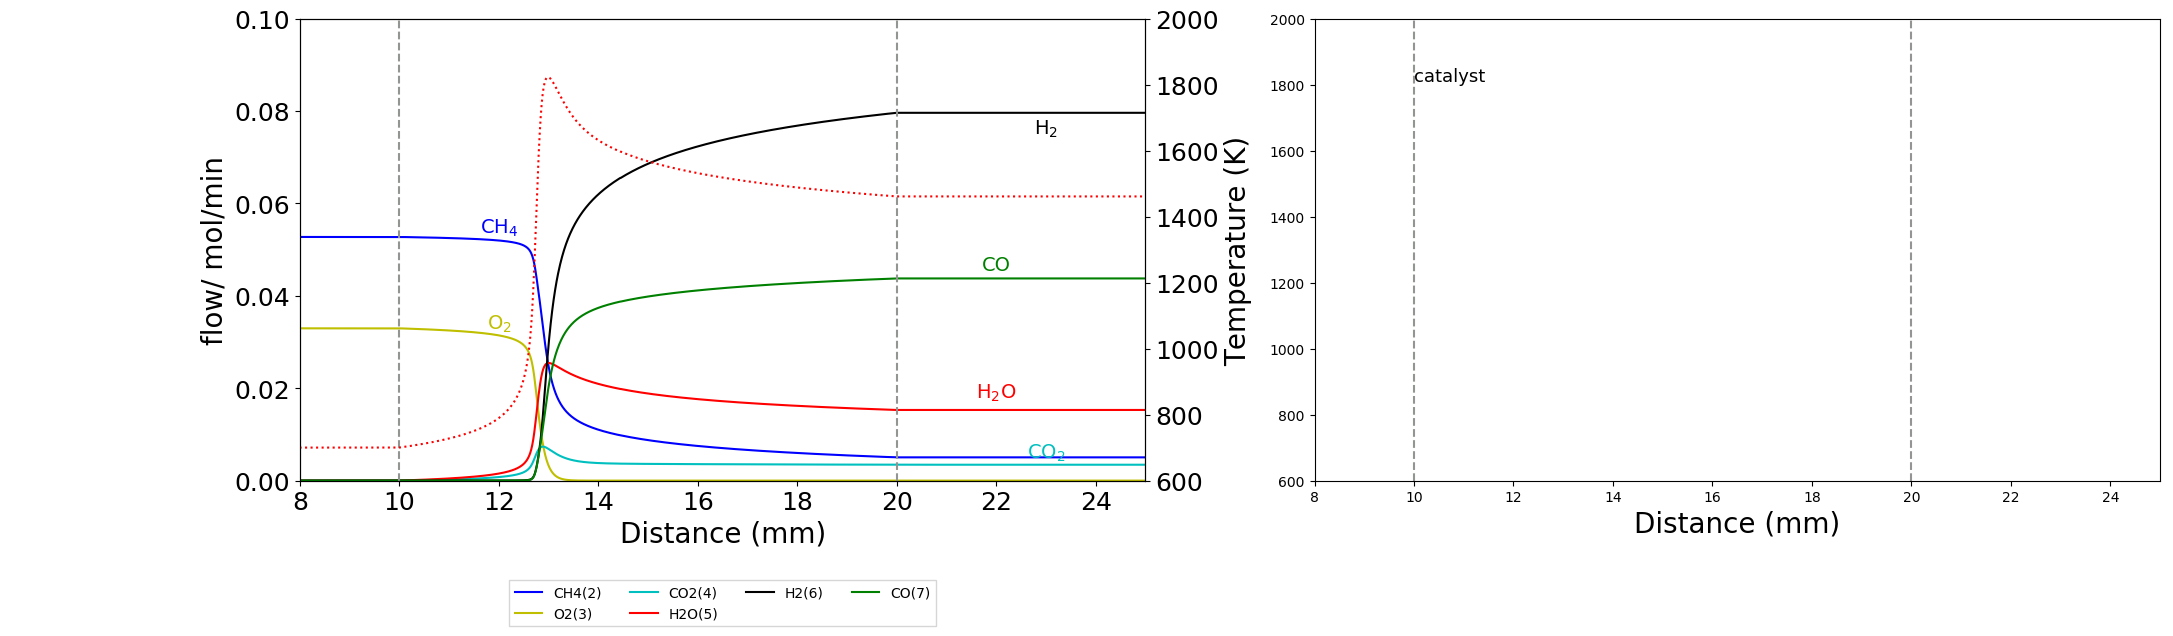 0.10
0.08
0.06
0.04
0.02
0.00
flow/ mol/min
8 10 12 14 16 18 20 22 24
Distance (mm)
CH₄
O₂
H₂
CO
H₂O
CO₂
2000
1800
1600
1400
1200
1000
800
600
Temperature (K)
CH4(2) CO2(4) H2(6) CO(7)
O2(3) H2O(5)
2000
1800
1600
1400
1200
1000
800
600
catalyst
8 10 12 14 16 18 20 22 24
Distance (mm)